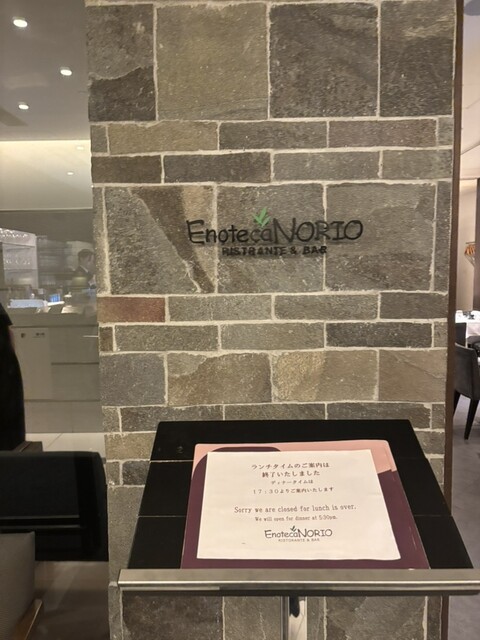 EnotecaNORIO
RISTRANTE & BAR
ランチタイムのご案内は
終了いたしました
ディナータイムは
17:30よりご案内いたします
Sorry we are closed for lunch is over.
We will open for dinner at 5:30pm.
EnotecaNORIO
RISTORANTE & BAR